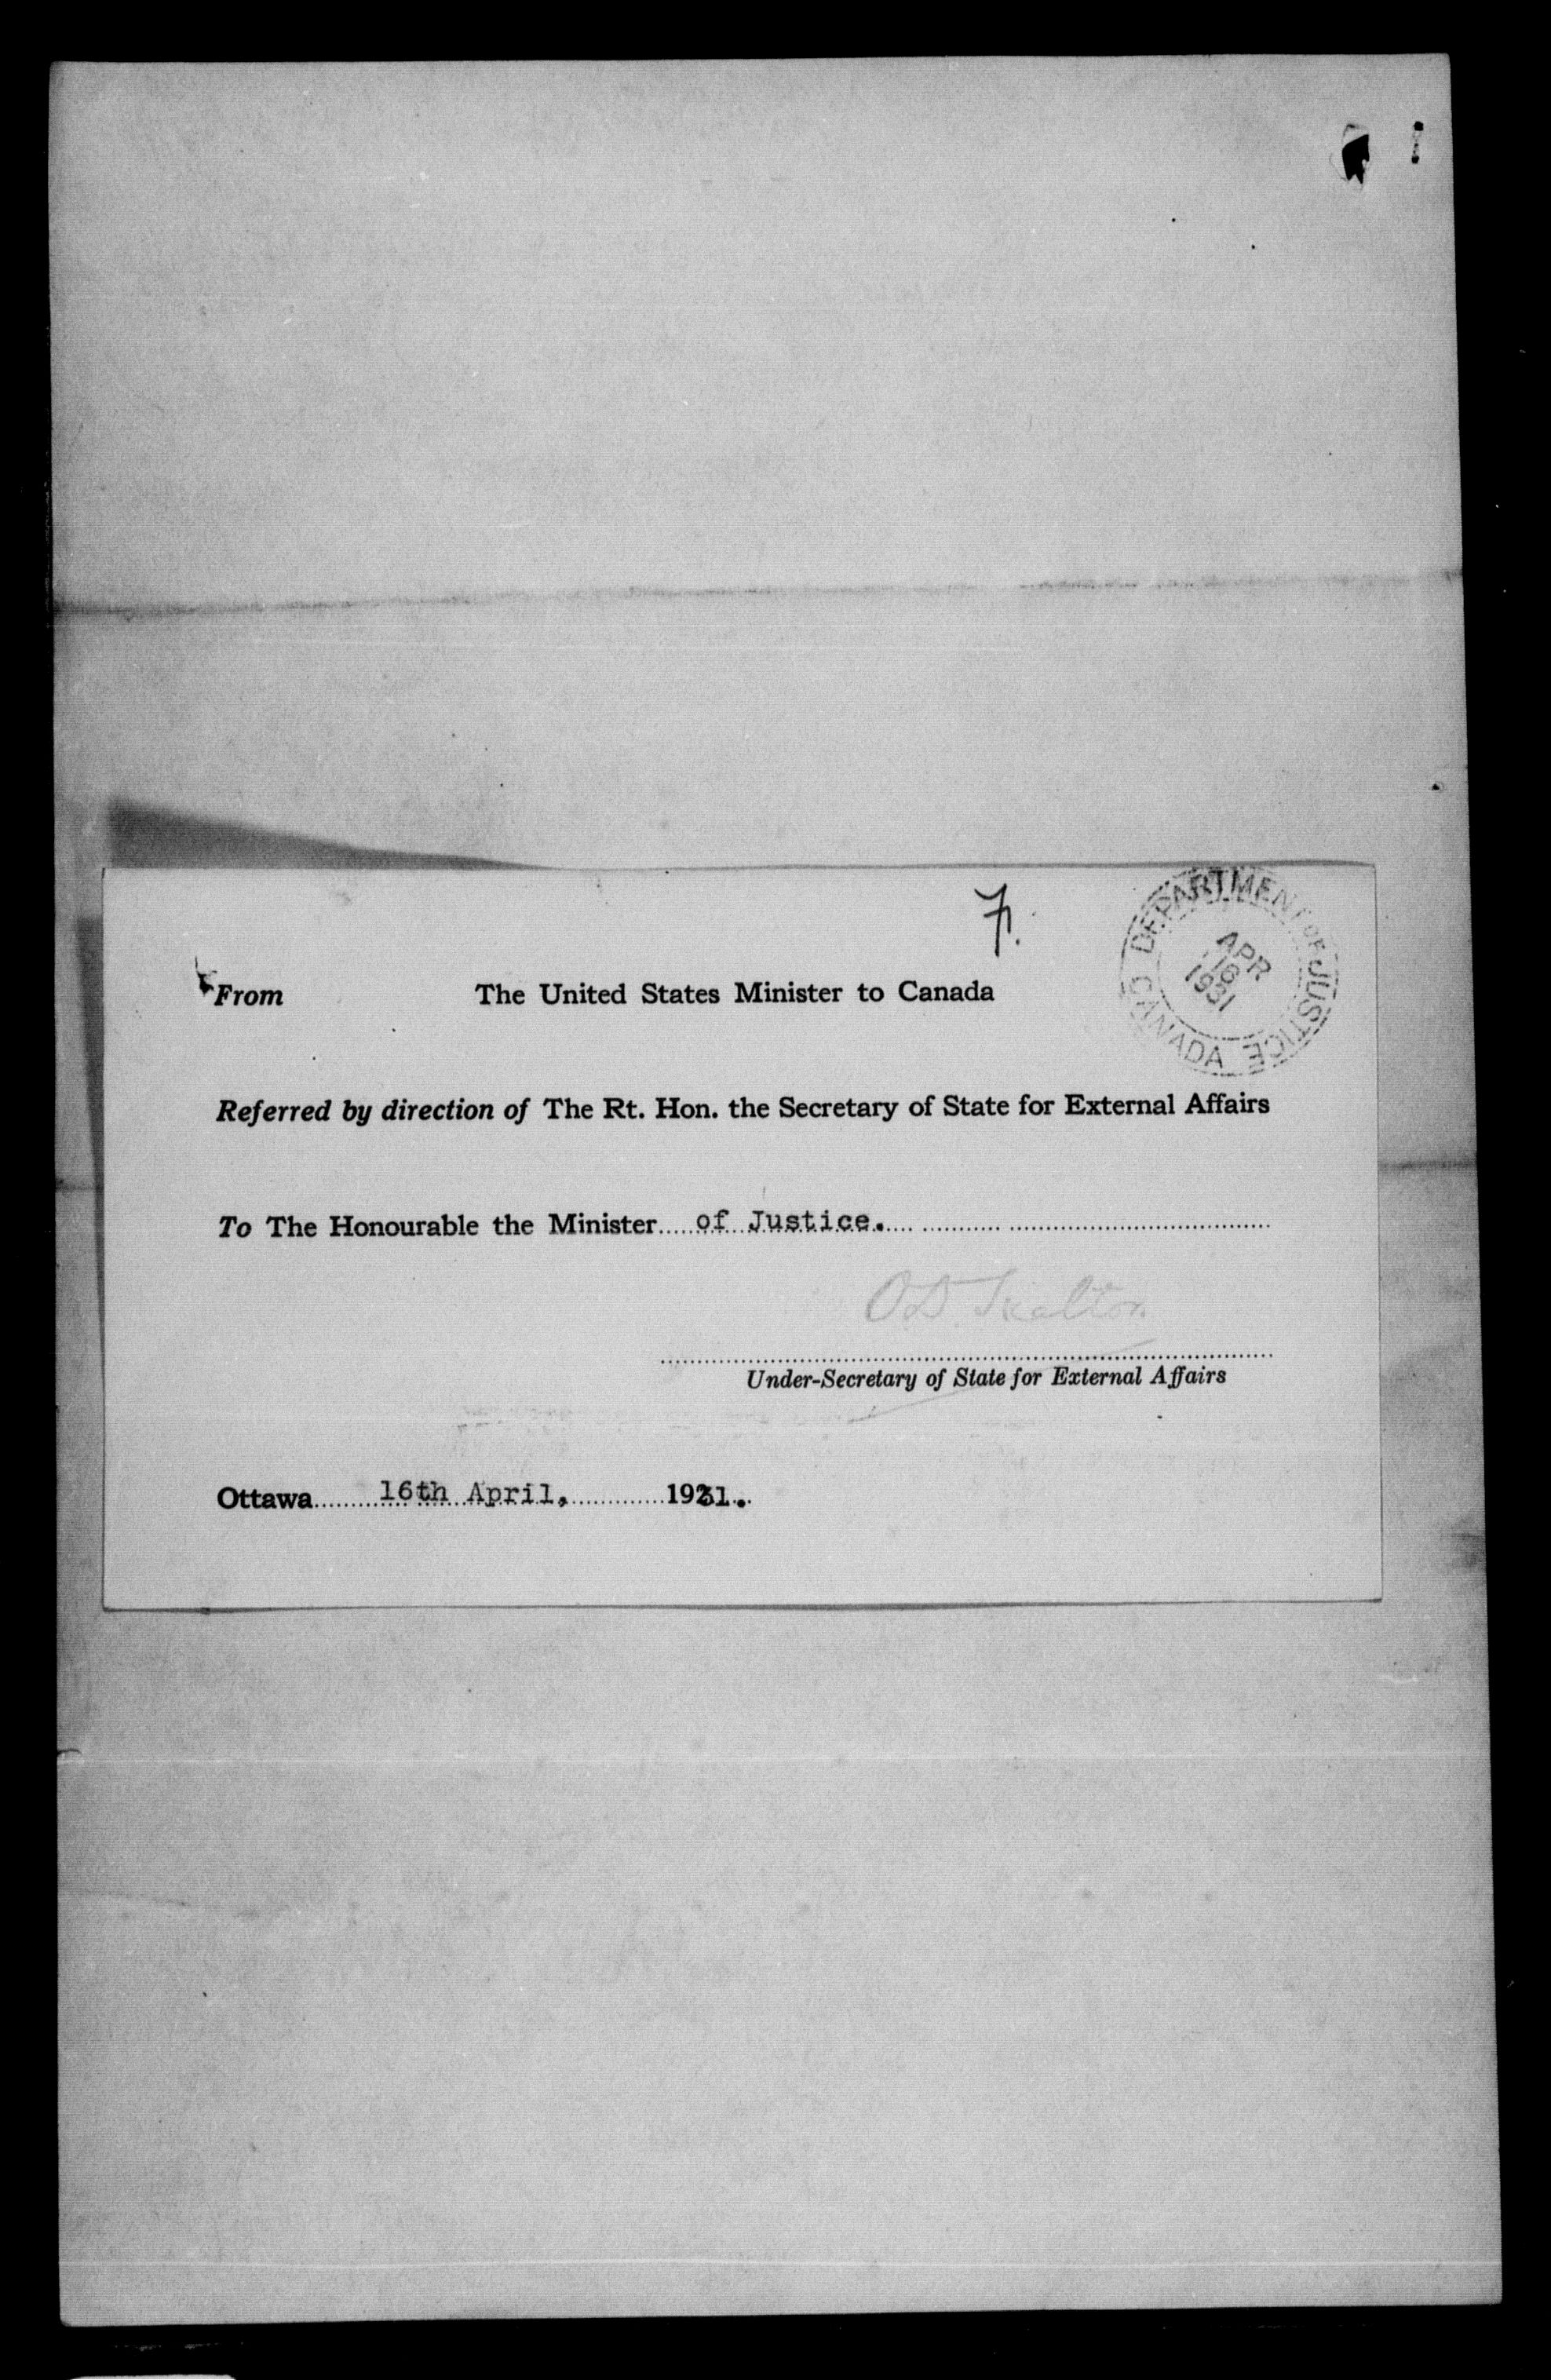 F.
DEPARTMENT OF JUSTICE
CANADA
APR
16
1931
From The United States Minister to Canada
Referred by direction of The Rt. Hon. the Secretary of State for External Affairs
To The Honourable the Minister of Justice.
O.D. Skelton
Under-Secretary of State for External Affairs
Ottawa 16th April, 1931.